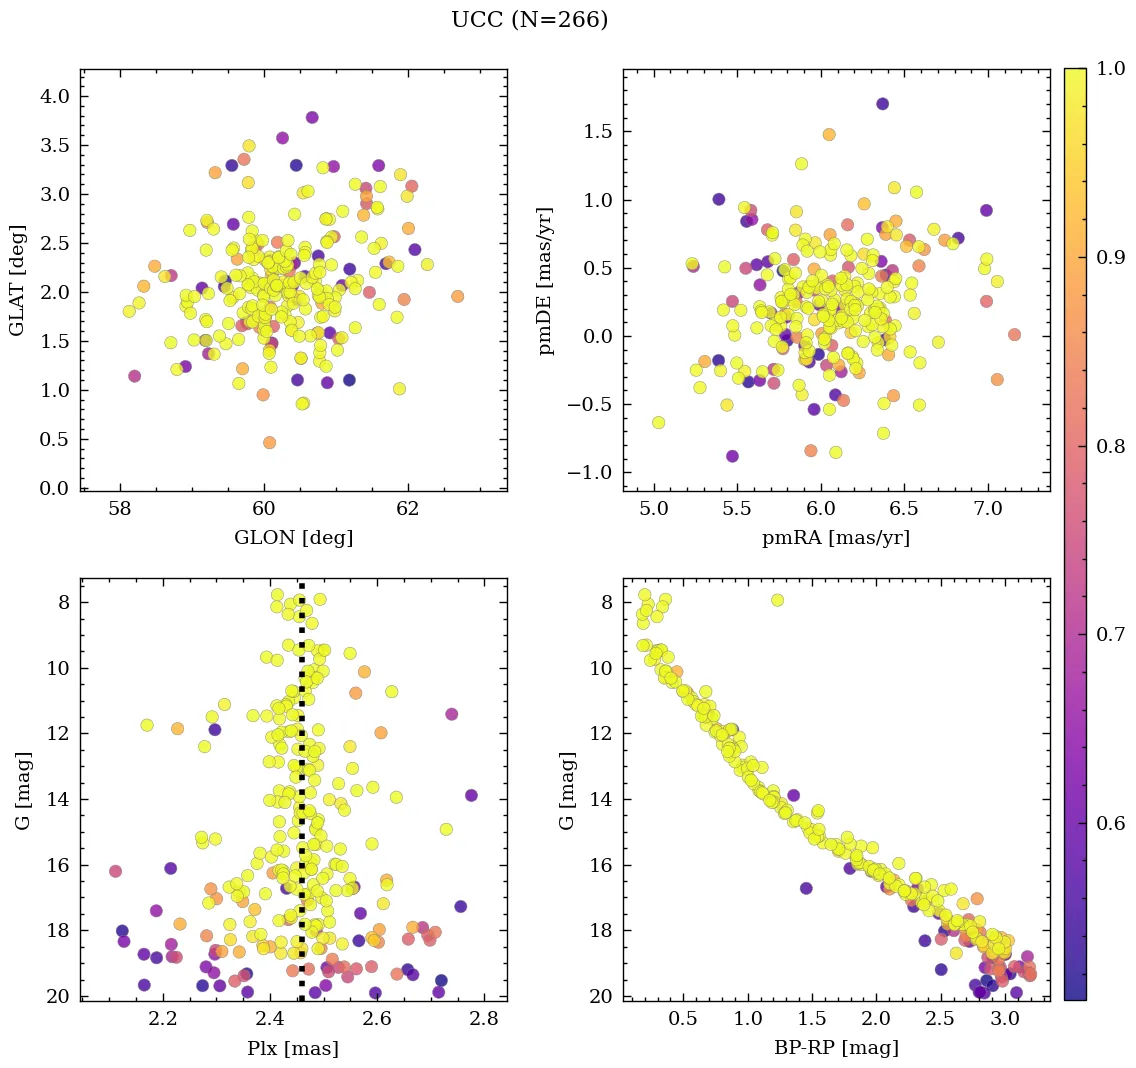 UCC (N=266)
4.0
3.5
3.0
2.5
2.0
1.5
1.0
0.5
0.0
GLAT [deg]
58 60 62
GLON [deg]
1.5
1.0
0.5
0.0
−0.5
−1.0
pmDE [mas/yr]
5.0 5.5 6.0 6.5 7.0
pmRA [mas/yr]
8
10
12
14
16
18
20
G [mag]
2.2 2.4 2.6 2.8
Plx [mas]
8
10
12
14
16
18
20
G [mag]
0.5 1.0 1.5 2.0 2.5 3.0
BP-RP [mag]
1.0
0.9
0.8
0.7
0.6